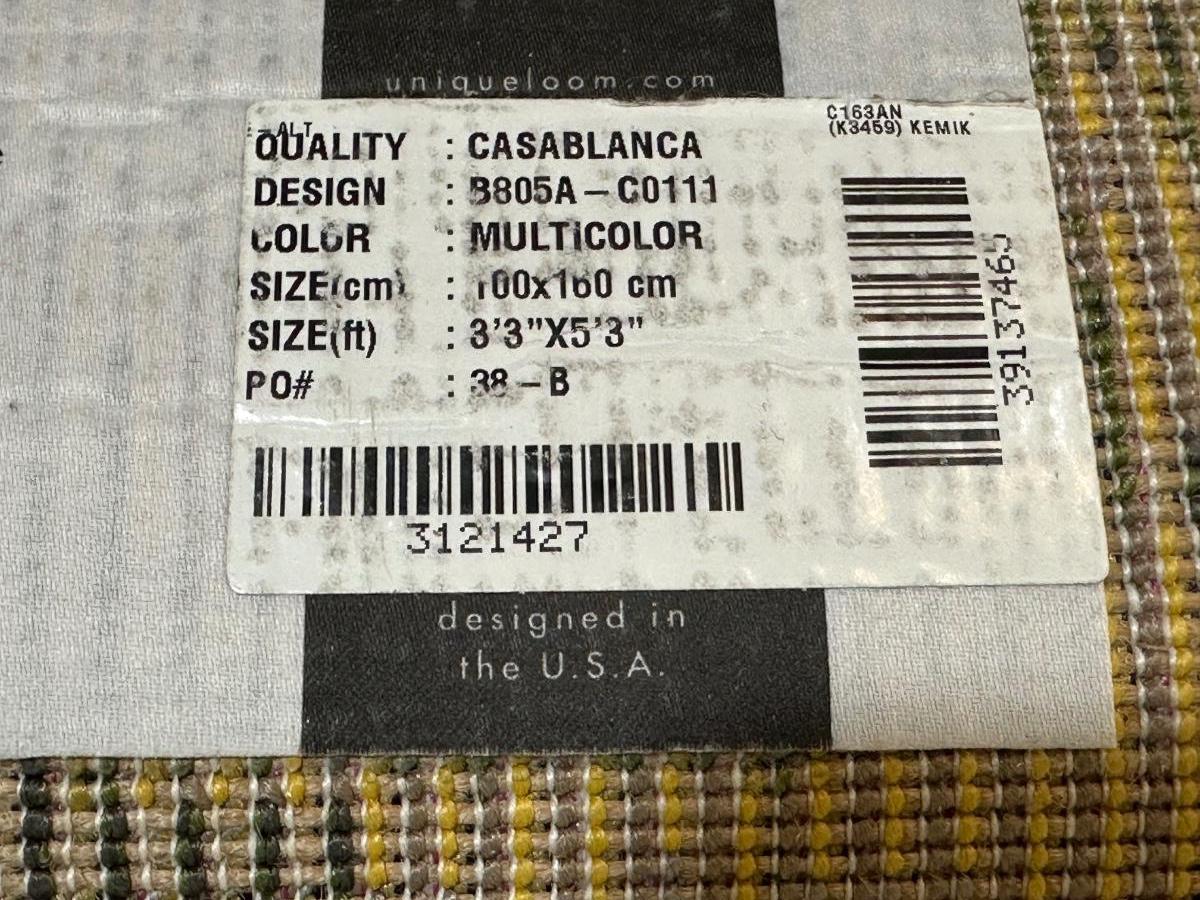 uniqueloom.com
C163AN
(K3459) KEMIK
QUALITY : CASABLANCA
DESIGN : B805A – C0111
COLOR : MULTICOLOR
SIZE(cm) : 100x160 cm
SIZE(ft) : 3'3"X5'3"
PO# : 38 – B
39137465
3121427
designed in
the U.S.A.